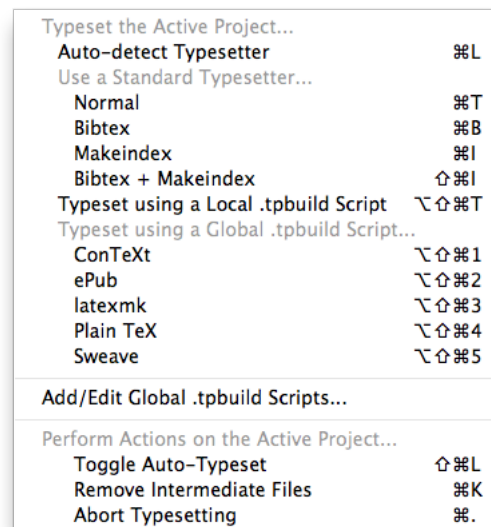 Typeset the Active Project...
Auto-detect Typesetter ⌘L
Use a Standard Typesetter...
Normal ⌘T
Bibtex ⌘B
Makeindex ⌘I
Bibtex + Makeindex ⇧⌘I
Typeset using a Local .tpbuild Script ⌥⇧⌘T
Typeset using a Global .tpbuild Script...
ConTeXt ⌥⇧⌘1
ePub ⌥⇧⌘2
latexmk ⌥⇧⌘3
Plain TeX ⌥⇧⌘4
Sweave ⌥⇧⌘5
Add/Edit Global .tpbuild Scripts...
Perform Actions on the Active Project...
Toggle Auto-Typeset ⇧⌘L
Remove Intermediate Files ⌘K
Abort Typesetting ⌘.